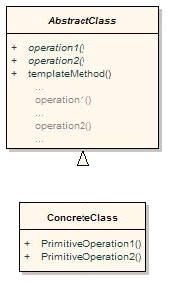 AbstractClass
+ operation1()
+ operation2()
+ templateMethod()
...
operation1()
...
operation2()
...
ConcreteClass
+ PrimitiveOperation1()
+ PrimitiveOperation2()